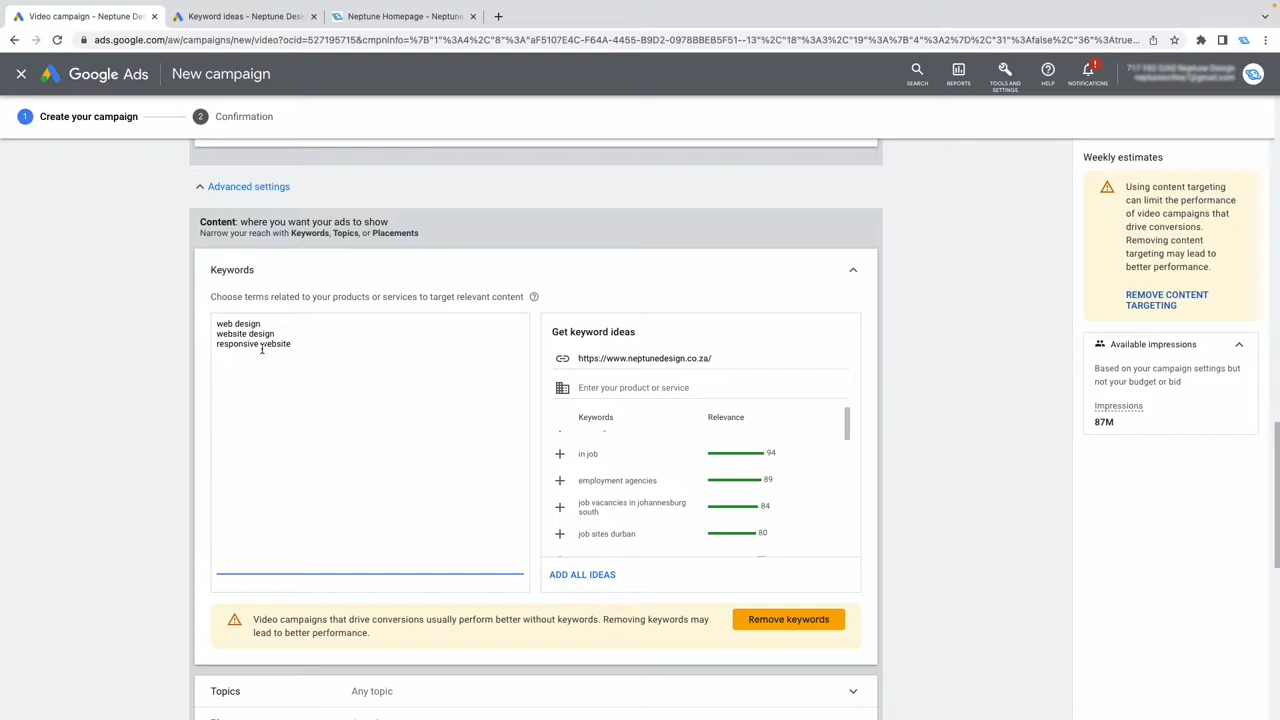 Video campaign - Neptune De
Keyword ideas - Neptune Desi
Neptune Homepage - Neptune
Google Ads
New campaign
SEARCH
REPORTS
TOOLS AND
SETTINGS
HELP
NOTIFICATIONS
1 Create your campaign
2 Confirmation
Advanced settings
Content: where you want your ads to show
Narrow your reach with Keywords, Topics, or Placements
Keywords
Choose terms related to your products or services to target relevant content
web design
website design
responsive website
Get keyword ideas
https://www.neptunedesign.co.za/
Enter your product or service
Keywords Relevance
in job 94
employment agencies 89
job vacancies in johannesburg
south 84
job sites durban 80
ADD ALL IDEAS
Video campaigns that drive conversions usually perform better without keywords. Removing keywords may
lead to better performance.
Remove keywords
Topics Any topic
Weekly estimates
Using content targeting
can limit the performance
of video campaigns that
drive conversions.
Removing content
targeting may lead to
better performance.
REMOVE CONTENT
TARGETING
Available impressions
Based on your campaign settings but
not your budget or bid
Impressions
87M